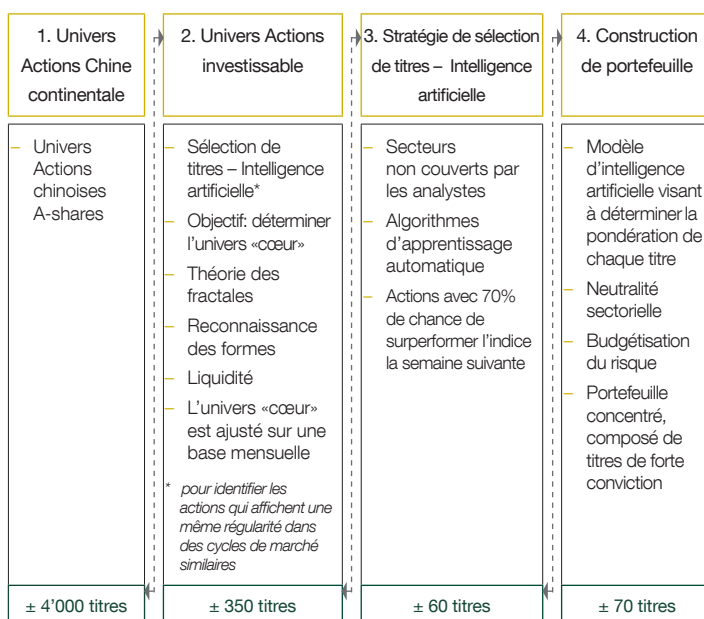 1. Univers
Actions Chine
continentale
– Univers
Actions
chinoises
A-shares
± 4’000 titres
2. Univers Actions
investissable
– Sélection de
titres – Intelligence
artificielle*
– Objectif: déterminer
l’univers «cœur»
– Théorie des
fractales
– Reconnaissance
des formes
– Liquidité
– L’univers «cœur»
est ajusté sur une
base mensuelle
* pour identifier les
actions qui affichent une
même régularité dans
des cycles de marché
similaires
± 350 titres
3. Stratégie de sélection
de titres – Intelligence
artificielle
– Secteurs
non couverts par
les analystes
– Algorithmes
d’apprentissage
automatique
– Actions avec 70%
de chance de
surperformer l’indice
la semaine suivante
± 60 titres
4. Construction
de portefeuille
– Modèle
d’intelligence
artificielle visant
à déterminer la
pondération de
chaque titre
– Neutralité
sectorielle
– Budgétisation
du risque
– Portefeuille
concentré,
composé de
titres de forte
conviction
± 70 titres